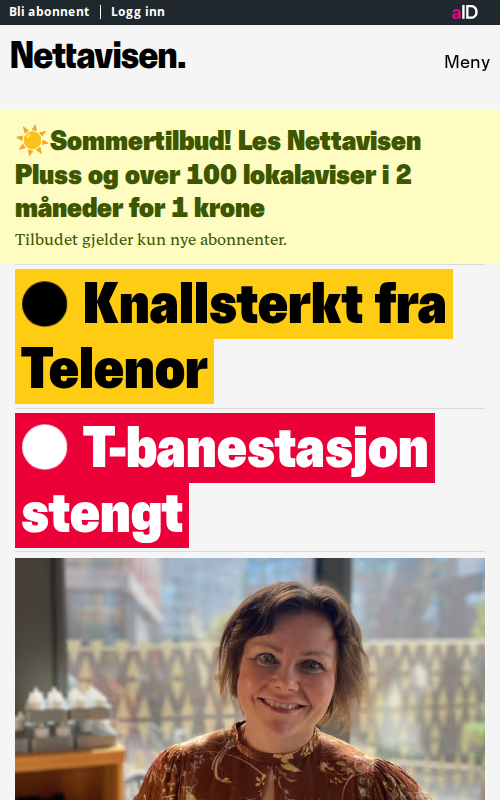 Bli abonnent | Logg inn
aID
Nettavisen.
Meny
☀️Sommertilbud! Les Nettavisen
Pluss og over 100 lokalaviser i 2
måneder for 1 krone
Tilbudet gjelder kun nye abonnenter.
Knallsterkt fra
Telenor
T-banestasjon
stengt